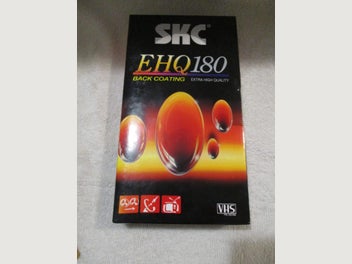 SKC
EHQ180
BACK COATING EXTRA HIGH QUALITY
VHS